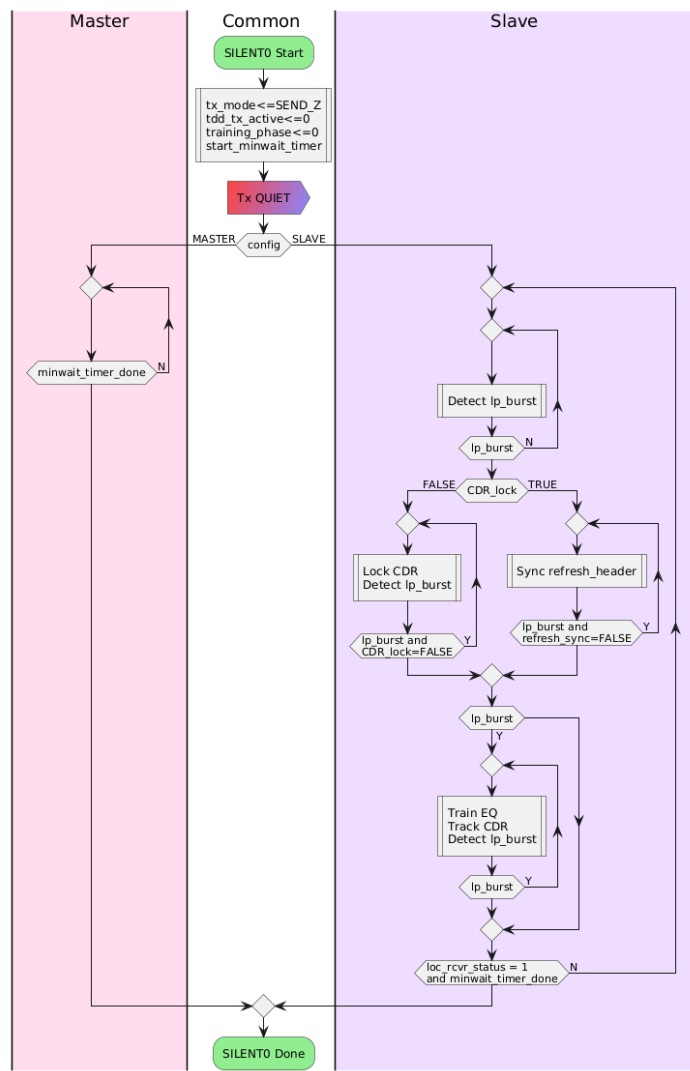 Master
Common
Slave
SILENT0 Start
tx_mode<=SEND_Z
tdd_tx_active<=0
training_phase<=0
start_minwait_timer
Tx QUIET
MASTER
config
SLAVE
minwait_timer_done
N
Detect lp_burst
lp_burst
N
FALSE
CDR_lock
TRUE
Lock CDR
Detect lp_burst
Sync refresh_header
lp_burst and
CDR_lock=FALSE
Y
lp_burst and
refresh_sync=FALSE
Y
lp_burst
Y
Train EQ
Track CDR
Detect lp_burst
lp_burst
Y
loc_rcvr_status = 1
and minwait_timer_done
N
SILENT0 Done